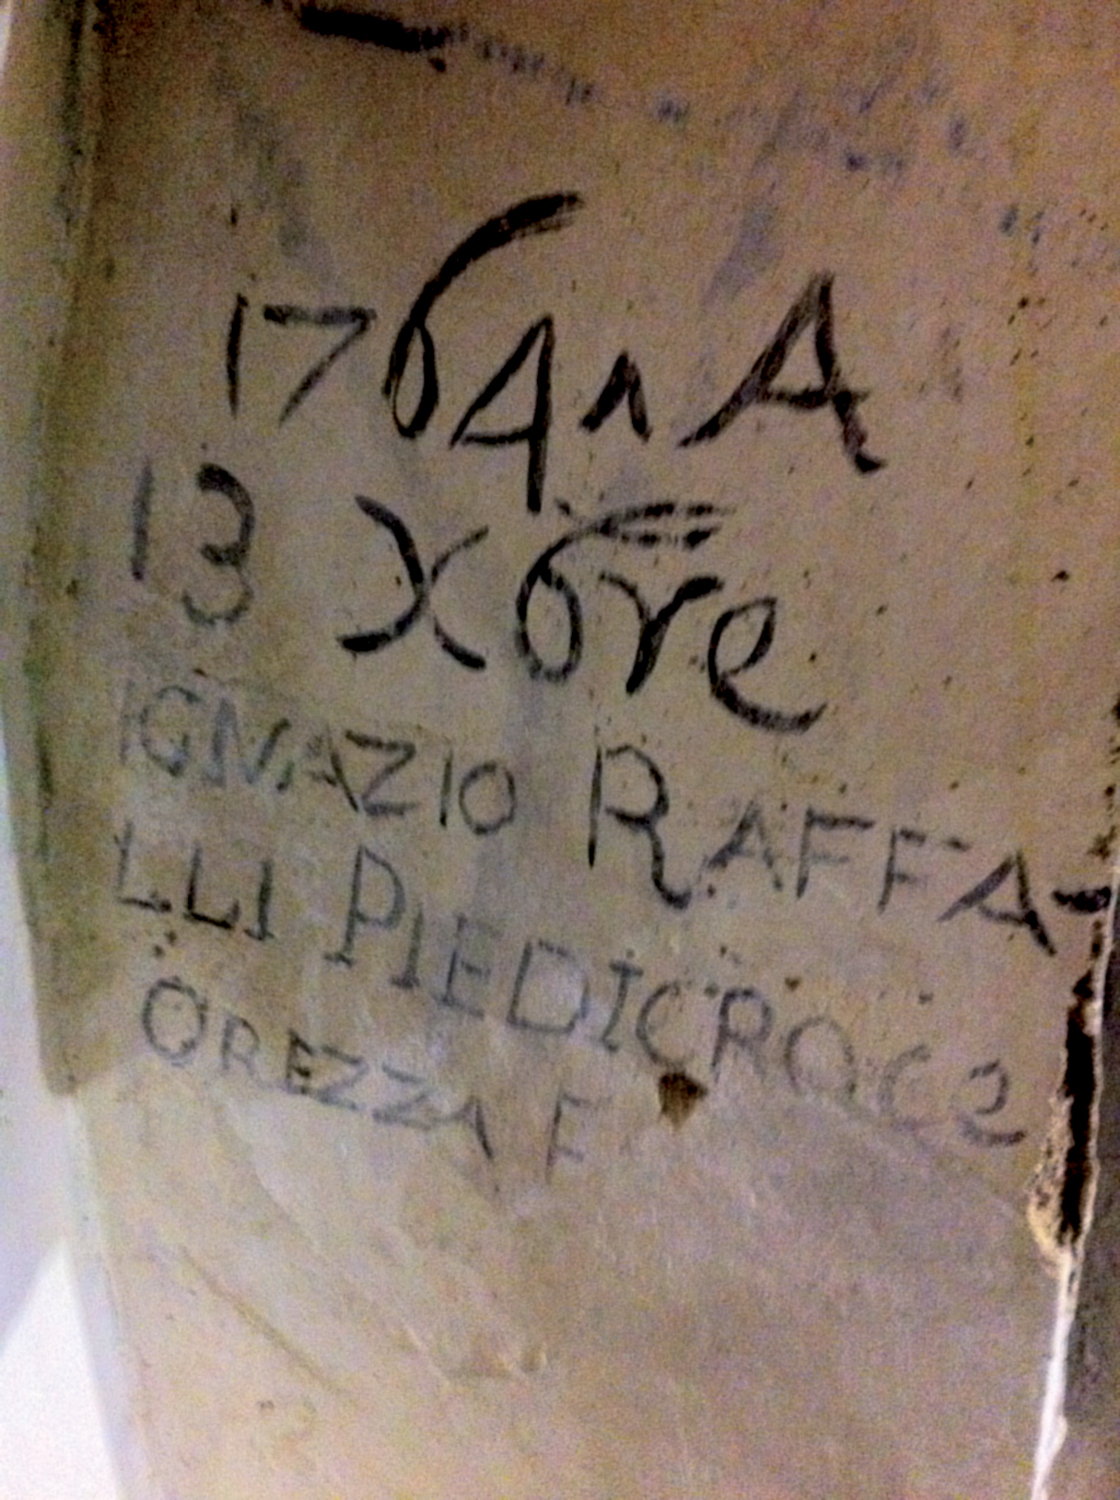 1764 A
13 Xbre
IGNAZIO RAFFA-
LLI PIEDICROCe
OREZZA F